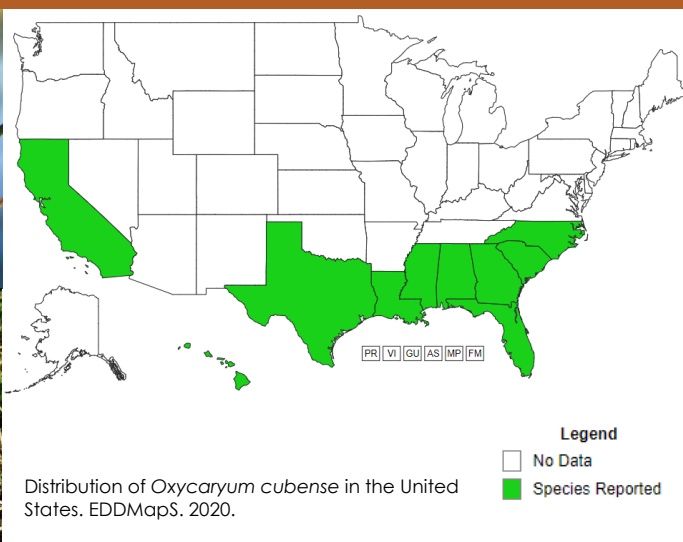 PR VI GU AS MP FM
Legend
No Data
Species Reported
Distribution of Oxycaryum cubense in the United
States. EDDMapS. 2020.